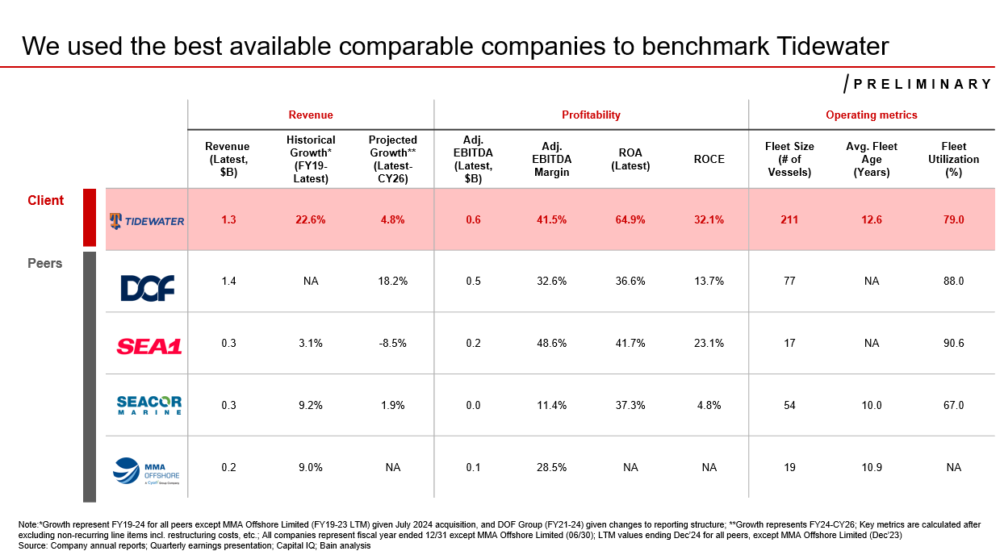 We used the best available comparable companies to benchmark Tidewater
PRELIMINARY
Revenue Profitability Operating metrics
Revenue (Latest, $B) Historical Growth* (FY19-Latest) Projected Growth** (Latest-CY26) Adj. EBITDA (Latest, $B) Adj. EBITDA Margin ROA (Latest) ROCE Fleet Size (# of Vessels) Avg. Fleet Age (Years) Fleet Utilization (%)
Client
TIDEWATER 1.3 22.6% 4.8% 0.6 41.5% 64.9% 32.1% 211 12.6 79.0
Peers
DOF 1.4 NA 18.2% 0.5 32.6% 36.6% 13.7% 77 NA 88.0
SEA1 0.3 3.1% -8.5% 0.2 48.6% 41.7% 23.1% 17 NA 90.6
SEACOR MARINE 0.3 9.2% 1.9% 0.0 11.4% 37.3% 4.8% 54 10.0 67.0
MMA OFFSHORE A Cyan Group Company 0.2 9.0% NA 0.1 28.5% NA NA 19 10.9 NA
Note:*Growth represent FY19-24 for all peers except MMA Offshore Limited (FY19-23 LTM) given July 2024 acquisition, and DOF Group (FY21-24) given changes to reporting structure; **Growth represents FY24-CY26; Key metrics are calculated after
excluding non-recurring line items incl. restructuring costs, etc.; All companies represent fiscal year ended 12/31 except MMA Offshore Limited (06/30); LTM values ending Dec'24 for all peers, except MMA Offshore Limited (Dec'23)
Source: Company annual reports; Quarterly earnings presentation; Capital IQ; Bain analysis